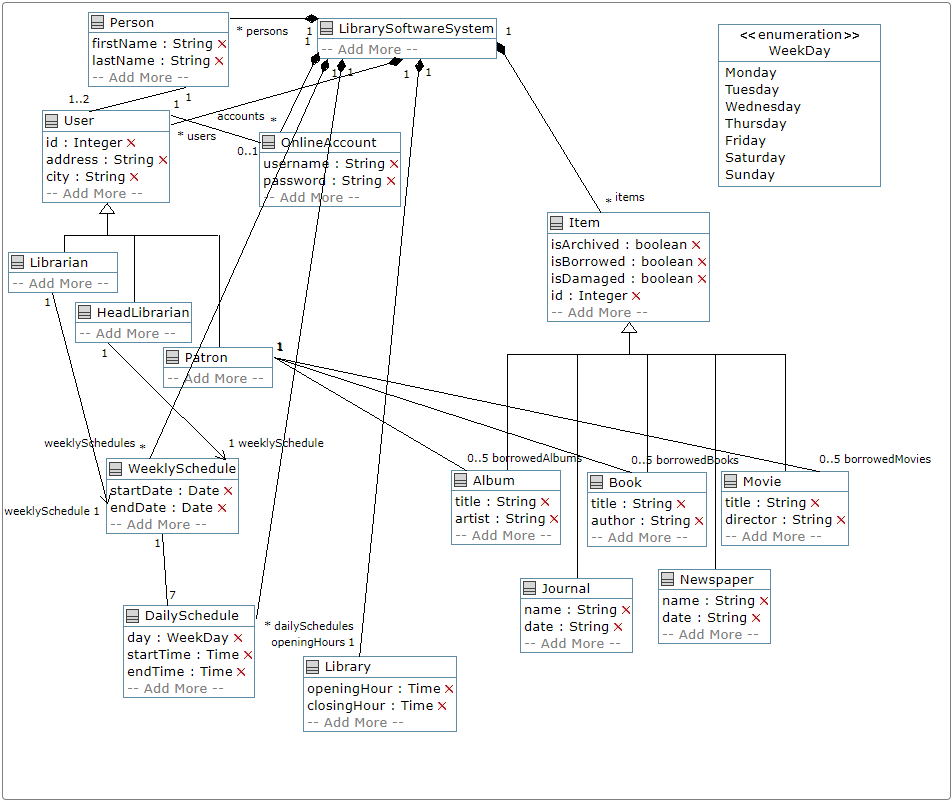 Person
firstName : String ×
lastName : String ×
-- Add More --
* persons
1
1
LibrarySoftwareSystem
-- Add More --
1
1
1
1
1
<<enumeration>>
WeekDay
Monday
Tuesday
Wednesday
Thursday
Friday
Saturday
Sunday
1..2
1
1
User
id : Integer ×
address : String ×
city : String ×
-- Add More --
accounts *
* users
0..1
OnlineAccount
username : String ×
password : String ×
-- Add More --
* items
Item
isArchived : boolean ×
isBorrowed : boolean ×
isDamaged : boolean ×
id : Integer ×
-- Add More --
Librarian
-- Add More --
1
HeadLibrarian
-- Add More --
1
1
Patron
-- Add More --
weeklySchedules *
1 weeklySchedule
weeklySchedule 1
WeeklySchedule
startDate : Date ×
endDate : Date ×
-- Add More --
1
7
0..5 borrowedAlbums
0..5 borrowedBooks
0..5 borrowedMovies
Album
title : String ×
artist : String ×
-- Add More --
Book
title : String ×
author : String ×
-- Add More --
Movie
title : String ×
director : String ×
-- Add More --
Journal
name : String ×
date : String ×
-- Add More --
Newspaper
name : String ×
date : String ×
-- Add More --
DailySchedule
day : WeekDay ×
startTime : Time ×
endTime : Time ×
-- Add More --
* dailySchedules
openingHours 1
Library
openingHour : Time ×
closingHour : Time ×
-- Add More --